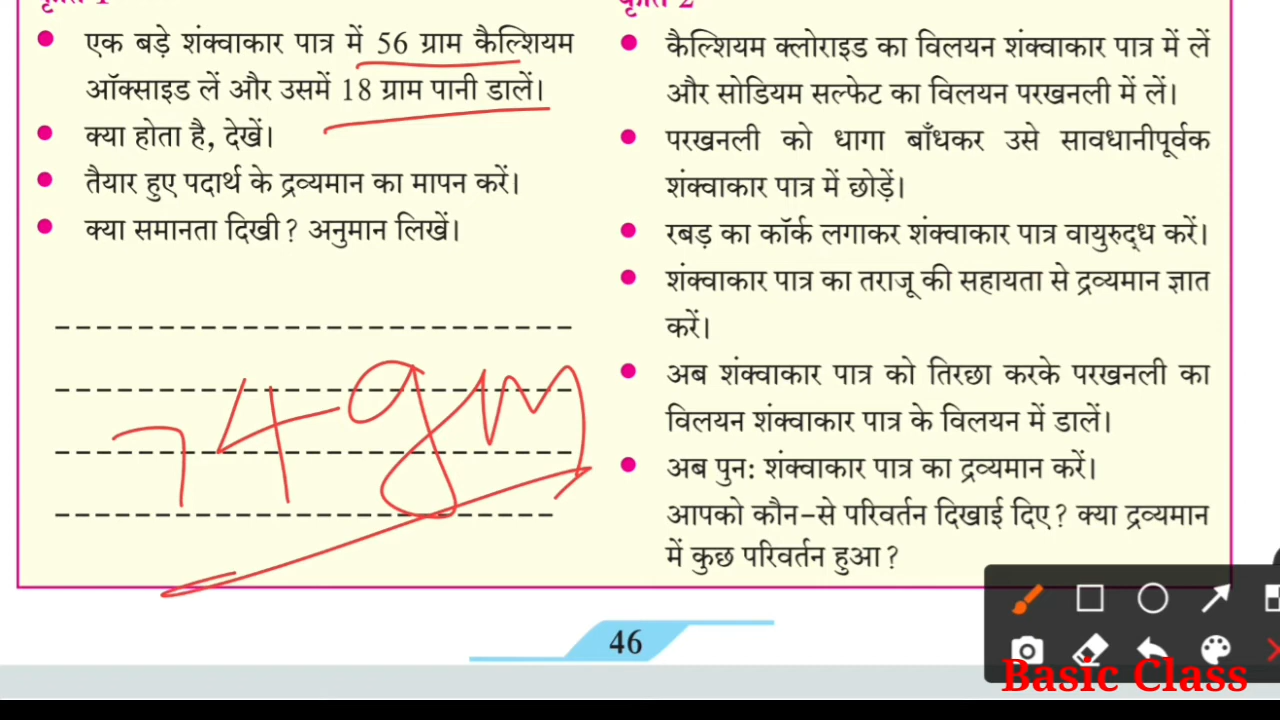 कृति 1
एक बड़े शंक्वाकार पात्र में 56 ग्राम कैल्शियम
ऑक्साइड लें और उसमें 18 ग्राम पानी डालें।
क्या होता है, देखें।
तैयार हुए पदार्थ के द्रव्यमान का मापन करें।
क्या समानता दिखी? अनुमान लिखें।
74 gm
कृति 2
कैल्शियम क्लोराइड का विलयन शंक्वाकार पात्र में लें
और सोडियम सल्फेट का विलयन परखनली में लें।
परखनली को धागा बाँधकर उसे सावधानीपूर्वक
शंक्वाकार पात्र में छोड़ें।
रबड़ का कॉर्क लगाकर शंक्वाकार पात्र वायुरुद्ध करें।
शंक्वाकार पात्र का तराजू की सहायता से द्रव्यमान ज्ञात
करें।
अब शंक्वाकार पात्र को तिरछा करके परखनली का
विलयन शंक्वाकार पात्र के विलयन में डालें।
अब पुन: शंक्वाकार पात्र का द्रव्यमान करें।
आपको कौन-से परिवर्तन दिखाई दिए? क्या द्रव्यमान
में कुछ परिवर्तन हुआ?
46
Basic Class